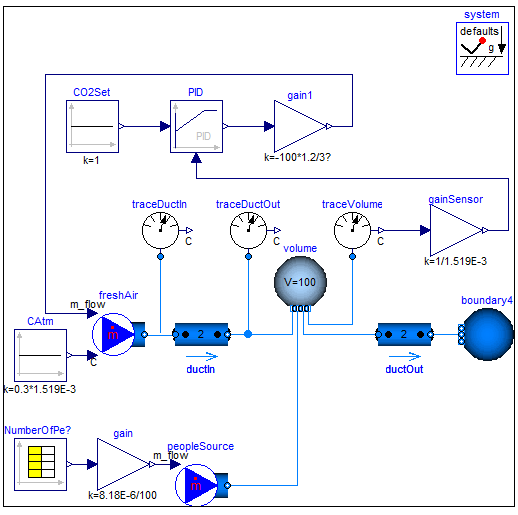 system
defaults
g
CO2Set
PID
gain1
PID
k=1
k=-100*1.2/3?
traceDuctIn
traceDuctOut
traceVolume
gainSensor
C
C
C
volume
k=1/1.519E-3
V=100
freshAir
m_flow
boundary4
CAtm
m
2
2
C
ductIn
ductOut
k=0.3*1.519E-3
NumberOfPe?
gain
peopleSource
m_flow
m
k=8.18E-6/100